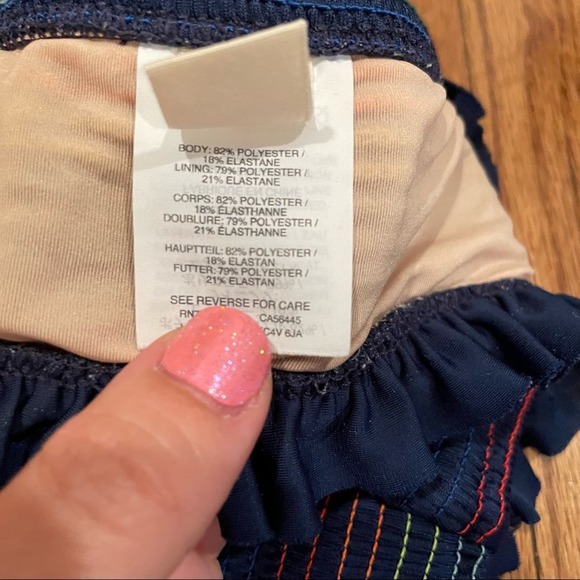 BODY: 82% POLYESTER /
18% ELASTANE
LINING: 79% POLYESTER /
21% ELASTANE
CORPS: 82% POLYESTER /
18% ÉLASTHANNE
DOUBLURE: 79% POLYESTER /
21% ÉLASTHANNE
HAUPTTEIL: 82% POLYESTER /
18% ELASTAN
FUTTER: 79% POLYESTER /
21% ELASTAN
SEE REVERSE FOR CARE
CA56445
6JA